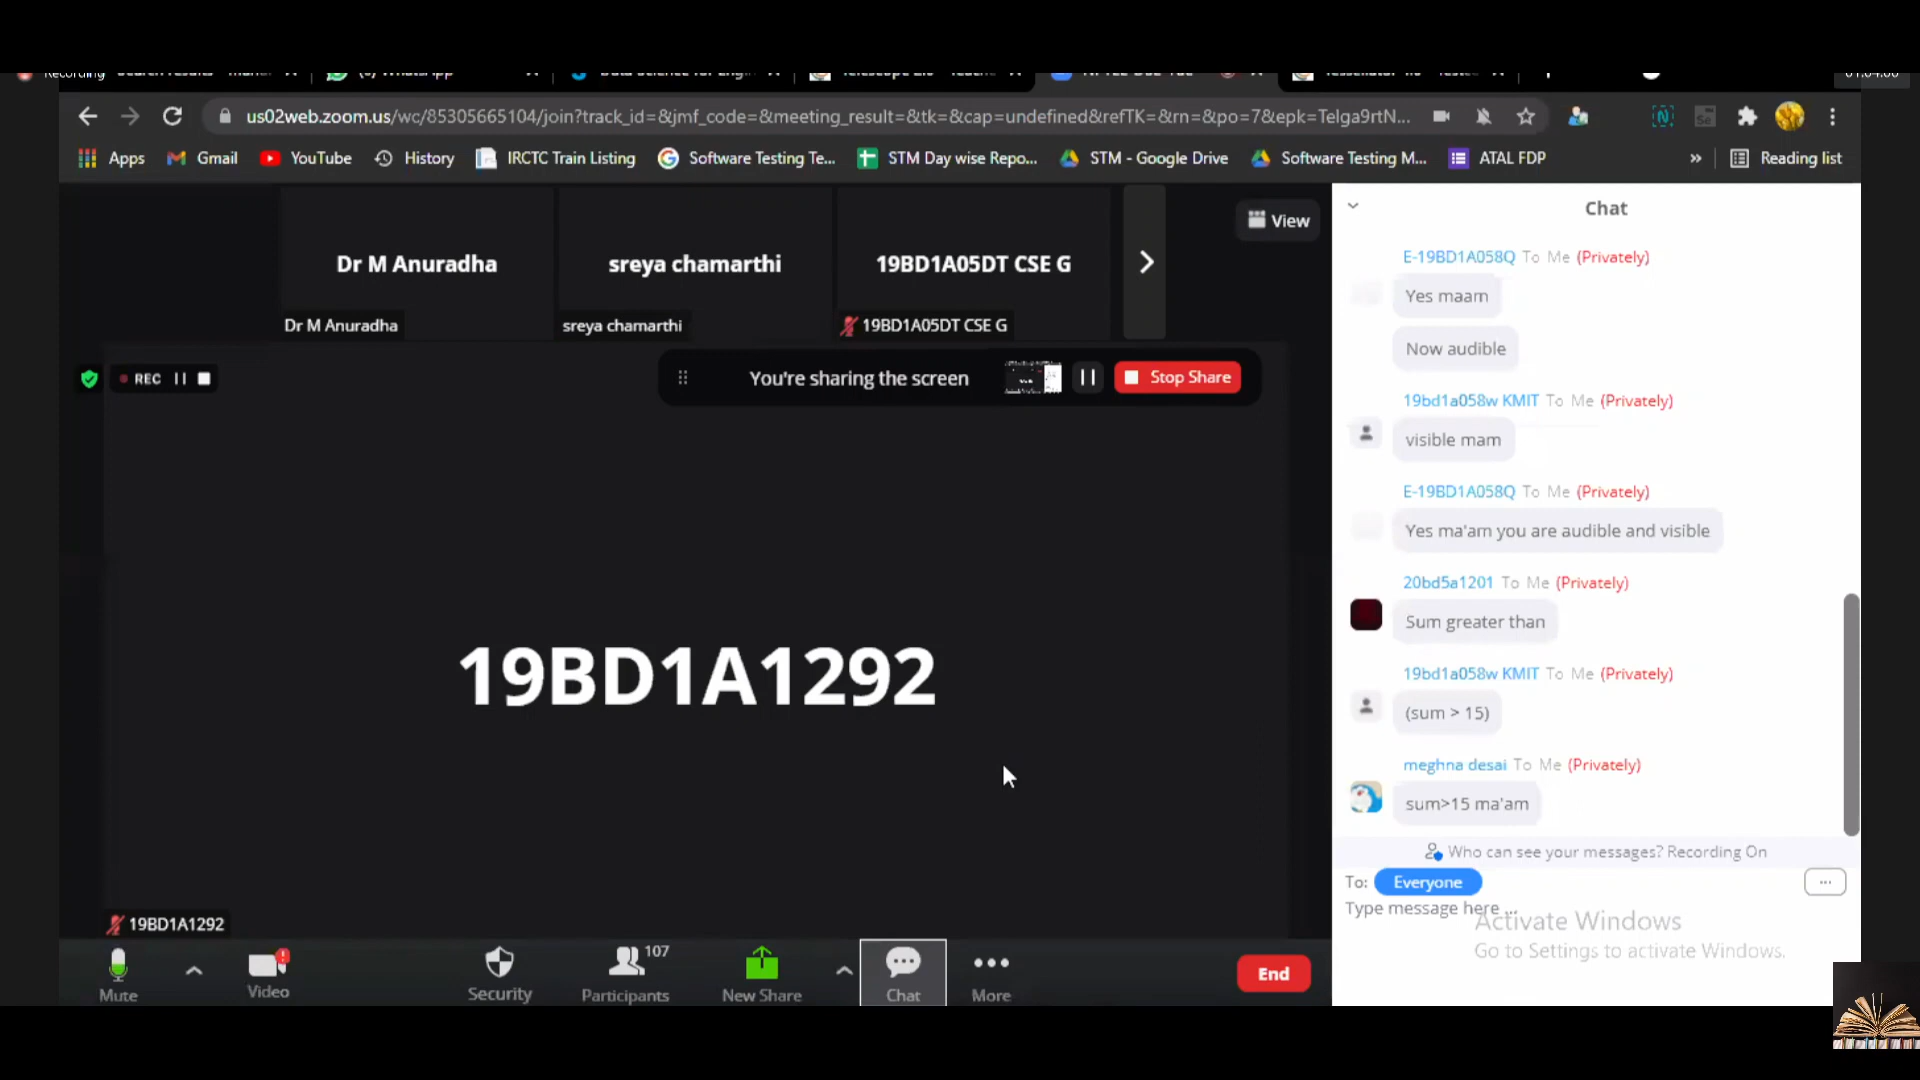 Recording
us02web.zoom.us/wc/85305665104/join?track_id=&jmf_code=&meeting_result=&tk=&cap=undefined&refTK=&rn=&po=7&epk=Telga9rtN...
Apps Gmail YouTube History IRCTC Train Listing Software Testing Te... STM Day wise Repo... STM - Google Drive Software Testing M... ATAL FDP » Reading list
Dr M Anuradha
sreya chamarthi
19BD1A05DT CSE G
View
Dr M Anuradha
sreya chamarthi
19BD1A05DT CSE G
REC
You're sharing the screen
Stop Share
19BD1A1292
19BD1A1292
Mute
Video
Security
Participants 107
New Share
Chat
More
End
Chat
E-19BD1A058Q To Me (Privately)
Yes maam
Now audible
19bd1a058w KMIT To Me (Privately)
visible mam
E-19BD1A058Q To Me (Privately)
Yes ma'am you are audible and visible
20bd5a1201 To Me (Privately)
Sum greater than
19bd1a058w KMIT To Me (Privately)
(sum > 15)
meghna desai To Me (Privately)
sum>15 ma'am
Who can see your messages? Recording On
To: Everyone
Type message here ...
Activate Windows
Go to Settings to activate Windows.